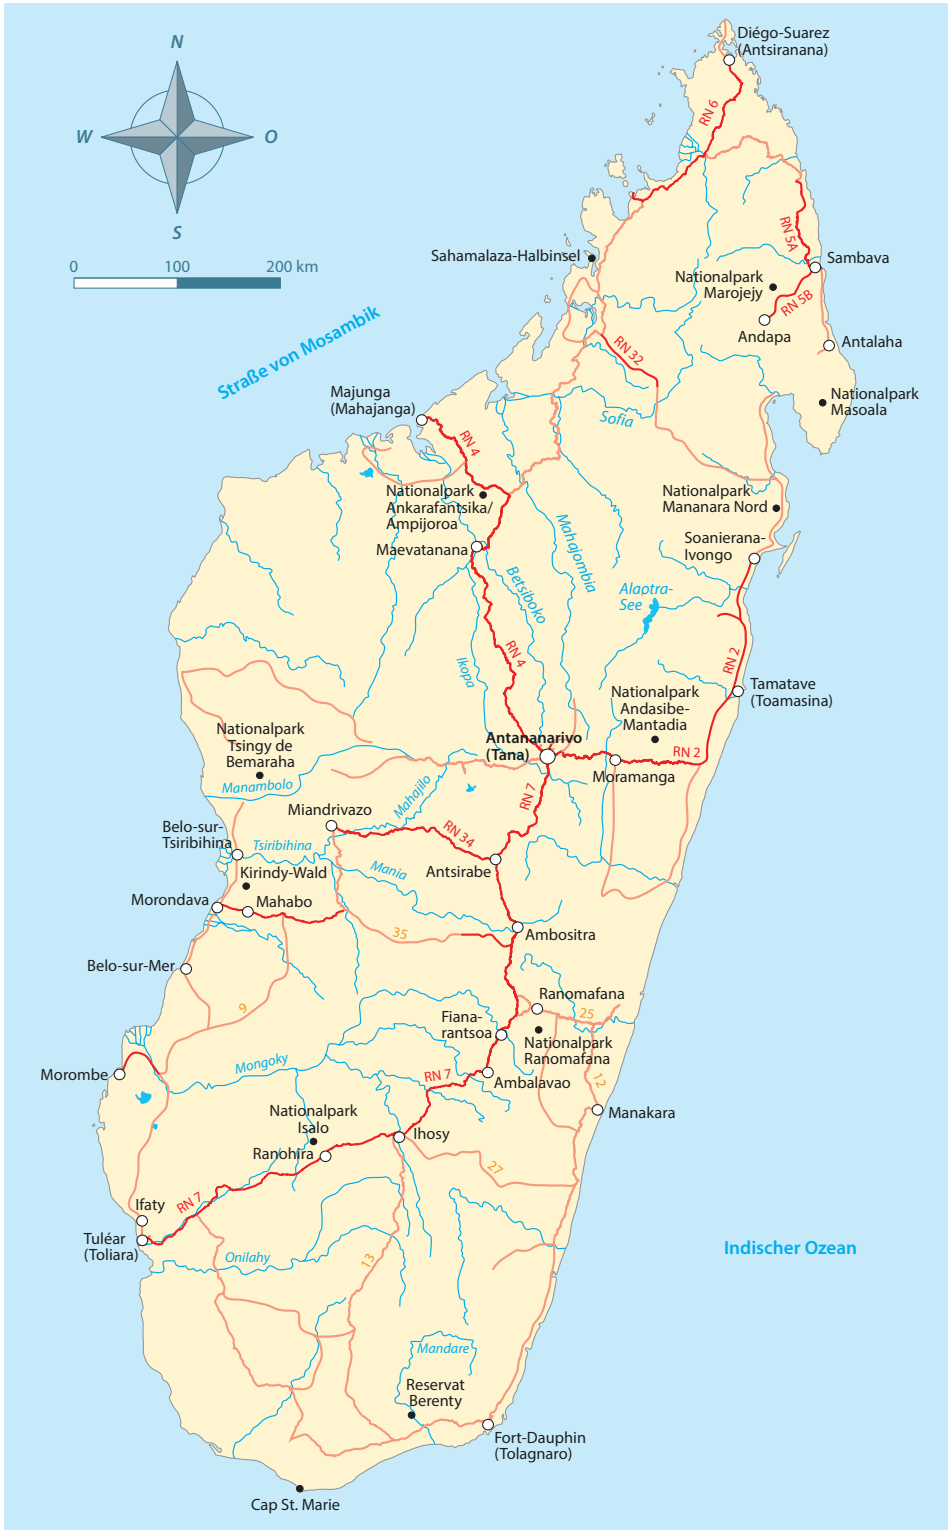 Diégo-Suarez
(Antsiranana)
N
W
O
S
RN 6
0
100
200 km
RN 5A
Sahamalaza-Halbinsel
Sambava
Nationalpark
Marojejy
RN 5B
Andapa
Antalaha
Straße von Mosambik
RN 32
Majunga
(Mahajanga)
Nationalpark
Masoala
Sofia
RN 4
Nationalpark
Ankarafantsika/
Ampijoroa
Nationalpark
Mananara Nord
Mahajombia
Soanierana-
Ivongo
Maevatanana
Betsiboko
Alaotra-
See
RN 4
Ikopa
RN 2
Tamatave
(Toamasina)
Nationalpark
Andasibe-
Mantadia
Nationalpark
Tsingy de
Bemaraha
Antananarivo
(Tana)
RN 2
Moramanga
Manambolo
Mahajilo
RN 7
Miandrivazo
Belo-sur-
Tsiribihina
Tsiribihina
RN 34
Antsirabe
Kirindy-Wald
Mania
Morondava
Mahabo
35
Ambositra
Belo-sur-Mer
9
Ranomafana
25
Fiana-
rantsoa
Nationalpark
Ranomafana
Mongoky
Morombe
RN 7
Ambalavao
12
Nationalpark
Isalo
Manakara
Ihosy
Ranohira
27
RN 7
Ifaty
Tuléar
(Toliara)
Onilahy
13
Indischer Ozean
Mandare
Reservat
Berenty
Fort-Dauphin
(Tolagnaro)
Cap St. Marie